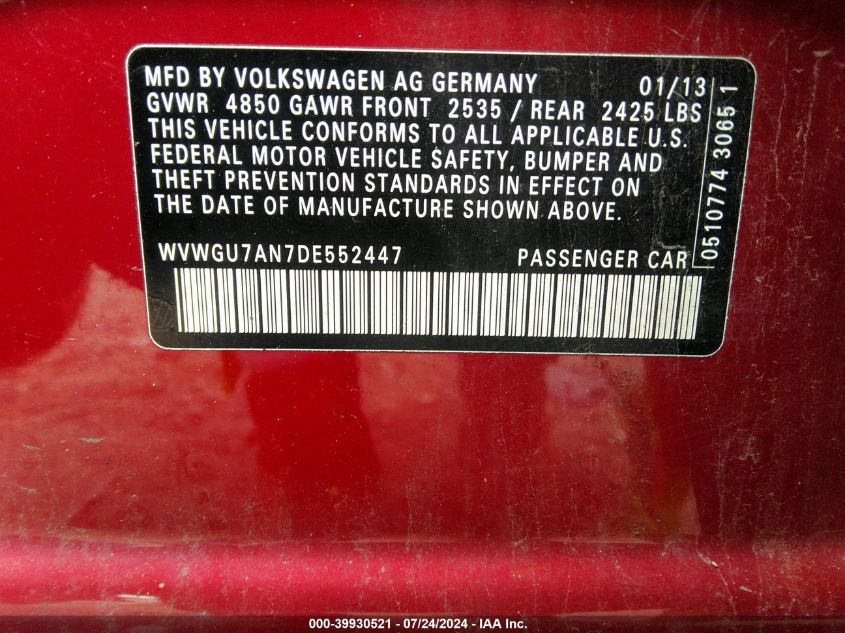 MFD BY VOLKSWAGEN AG GERMANY 01/13
GVWR 4850 GAWR FRONT 2535 / REAR 2425 LBS
THIS VEHICLE CONFORMS TO ALL APPLICABLE U.S.
FEDERAL MOTOR VEHICLE SAFETY, BUMPER AND
THEFT PREVENTION STANDARDS IN EFFECT ON
THE DATE OF MANUFACTURE SHOWN ABOVE.
WVWGU7AN7DE552447 PASSENGER CAR
0510774 3065 1
000-39930521 - 07/24/2024 - IAA Inc.